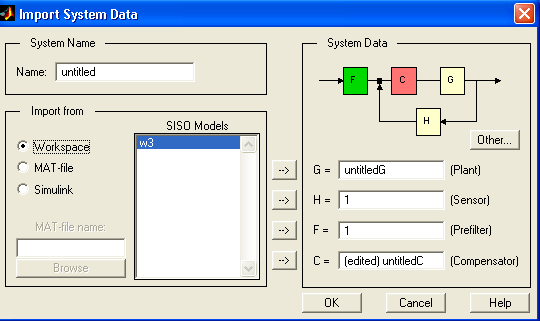 Import System Data
System Name
Name: untitled
Import from
SISO Models
Workspace
w3
MAT-file
Simulink
MAT-file name:
Browse
System Data
F C G
H
Other...
--> G = untitledG (Plant)
--> H = 1 (Sensor)
--> F = 1 (Prefilter)
--> C = (edited) untitledC (Compensator)
OK Cancel Help